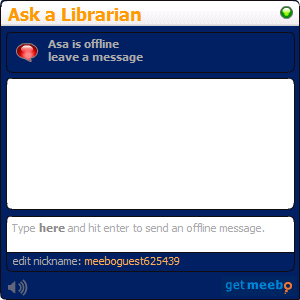 Ask a Librarian
Asa is offline
leave a message
Type here and hit enter to send an offline message.
edit nickname: meeboguest625439
get meebo